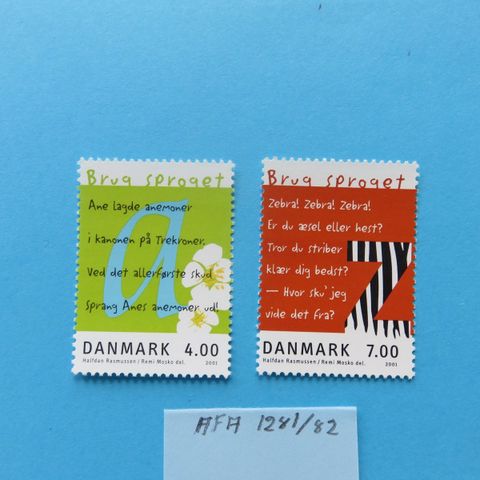 Brug sproget
Ane lagde anemoner
i kanonen på Trekroner.
Ved det allerførste skud
sprang Anes anemoner ud!
a
DANMARK 4.00
Halfdan Rasmussen / Remi Mosko del. 2001
Brug sproget
Zebra! Zebra! Zebra!
Er du æsel eller hest?
Tror du striber
klær dig bedst?
— Hvor sku' jeg
vide det fra?
Z
DANMARK 7.00
Halfdan Rasmussen / Remi Mosko del. 2001
AFA 1281/82